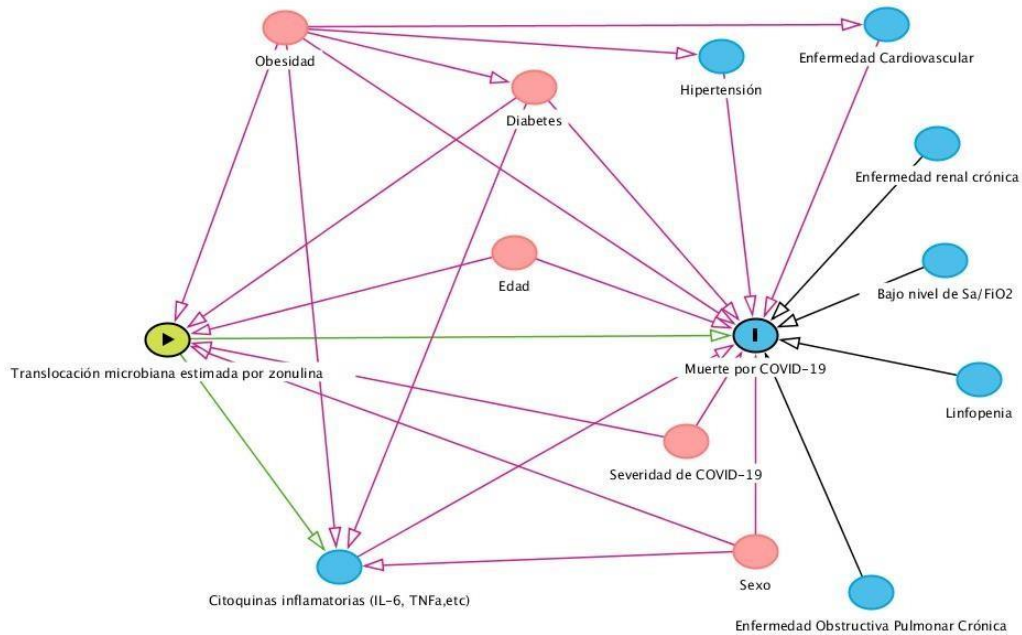 Obesidad
Enfermedad Cardiovascular
Hipertensión
Diabetes
Enfermedad renal crónica
Edad
Bajo nivel de Sa/FiO2
Translocación microbiana estimada por zonulina
Muerte por COVID-19
Linfopenia
Severidad de COVID-19
Sexo
Citoquinas inflamatorias (IL-6, TNFa,etc)
Enfermedad Obstructiva Pulmonar Crónica